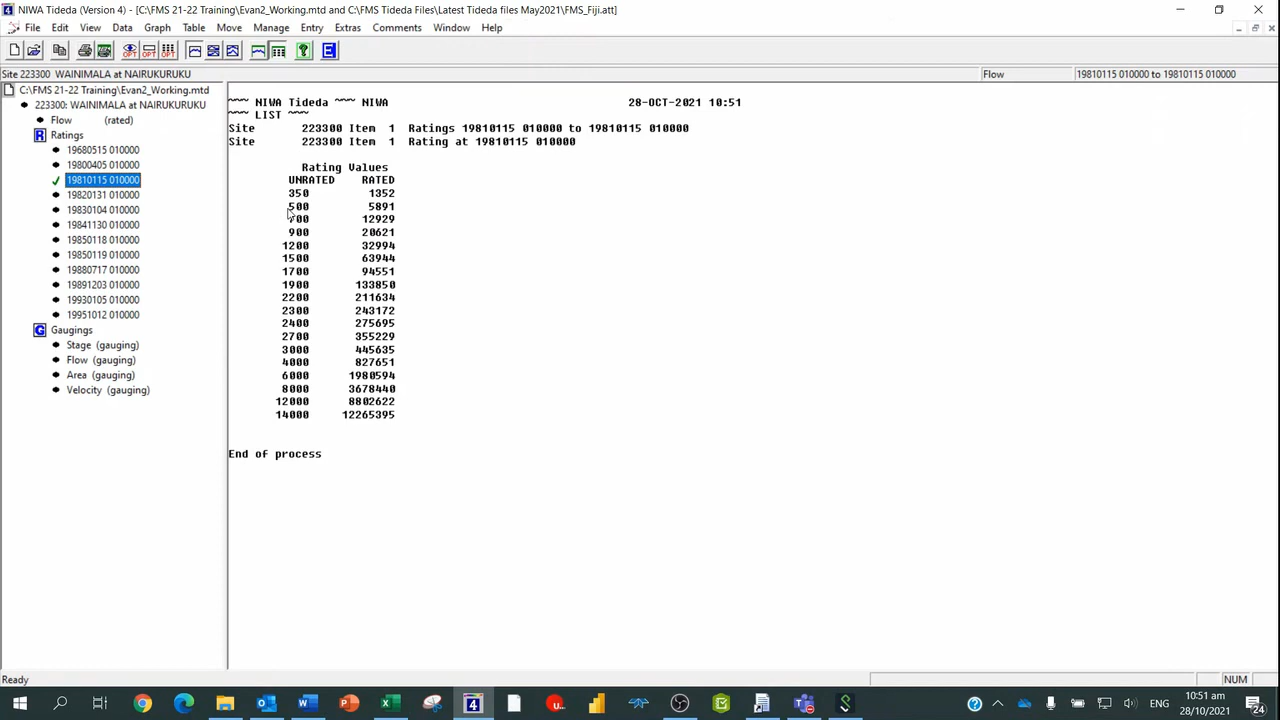 NIWA Tideda (Version 4) - [C:\FMS 21-22 Training\Evan2_Working.mtd and C:\FMS Tideda Files\Latest Tideda files May2021\FMS_Fiji.att]
File Edit View Data Graph Table Move Manage Entry Extras Comments Window Help
OPT OPT OPT ? E
Site 223300 WAINIMALA at NAIRUKURUKU Flow 19810115 010000 to 19810115 010000
C:\FMS 21-22 Training\Evan2_Working.mtd
223300: WAINIMALA at NAIRUKURUKU
Flow (rated)
R Ratings
19680515 010000
19800405 010000
19810115 010000
19820131 010000
19830104 010000
19841130 010000
19850118 010000
19850119 010000
19880717 010000
19891203 010000
19930105 010000
19951012 010000
G Gaugings
Stage (gauging)
Flow (gauging)
Area (gauging)
Velocity (gauging)
~~~ NIWA Tideda ~~~ NIWA 28-OCT-2021 10:51
~~~ LIST ~~~
Site 223300 Item 1 Ratings 19810115 010000 to 19810115 010000
Site 223300 Item 1 Rating at 19810115 010000
Rating Values
UNRATED RATED
350 1352
500 5891
700 12929
900 20621
1200 32994
1500 63944
1700 94551
1900 133850
2200 211634
2300 243172
2400 275695
2700 355229
3000 445635
4000 827651
6000 1980594
8000 3678440
12000 8802622
14000 12265395
End of process
Ready NUM
10:51 am
28/10/2021
24